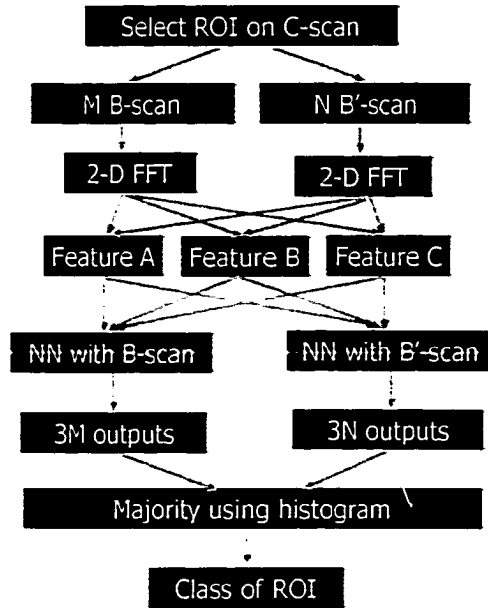 Select ROI on C-scan
M B-scan
N B'-scan
2-D FFT
2-D FFT
Feature A
Feature B
Feature C
NN with B-scan
NN with B'-scan
3M outputs
3N outputs
Majority using histogram
Class of ROI